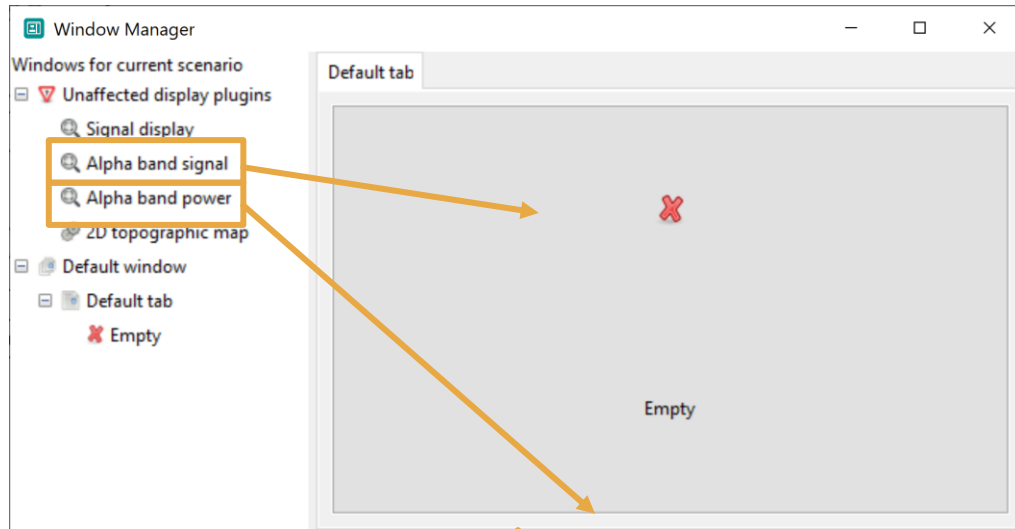 Window Manager
Windows for current scenario
Unaffected display plugins
Signal display
Alpha band signal
Alpha band power
2D topographic map
Default window
Default tab
Empty
Default tab
Empty